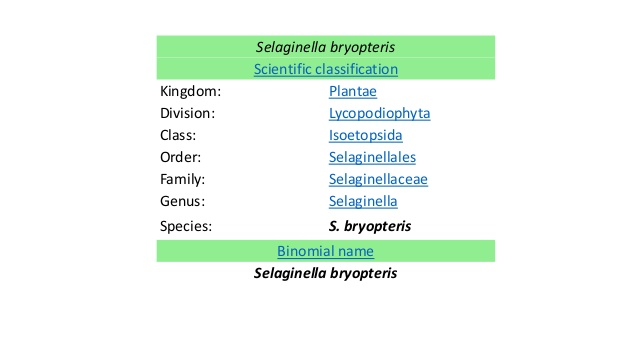 Selaginella bryopteris
Scientific classification
Kingdom: Plantae
Division: Lycopodiophyta
Class: Isoetopsida
Order: Selaginellales
Family: Selaginellaceae
Genus: Selaginella
Species: S. bryopteris
Binomial name
Selaginella bryopteris